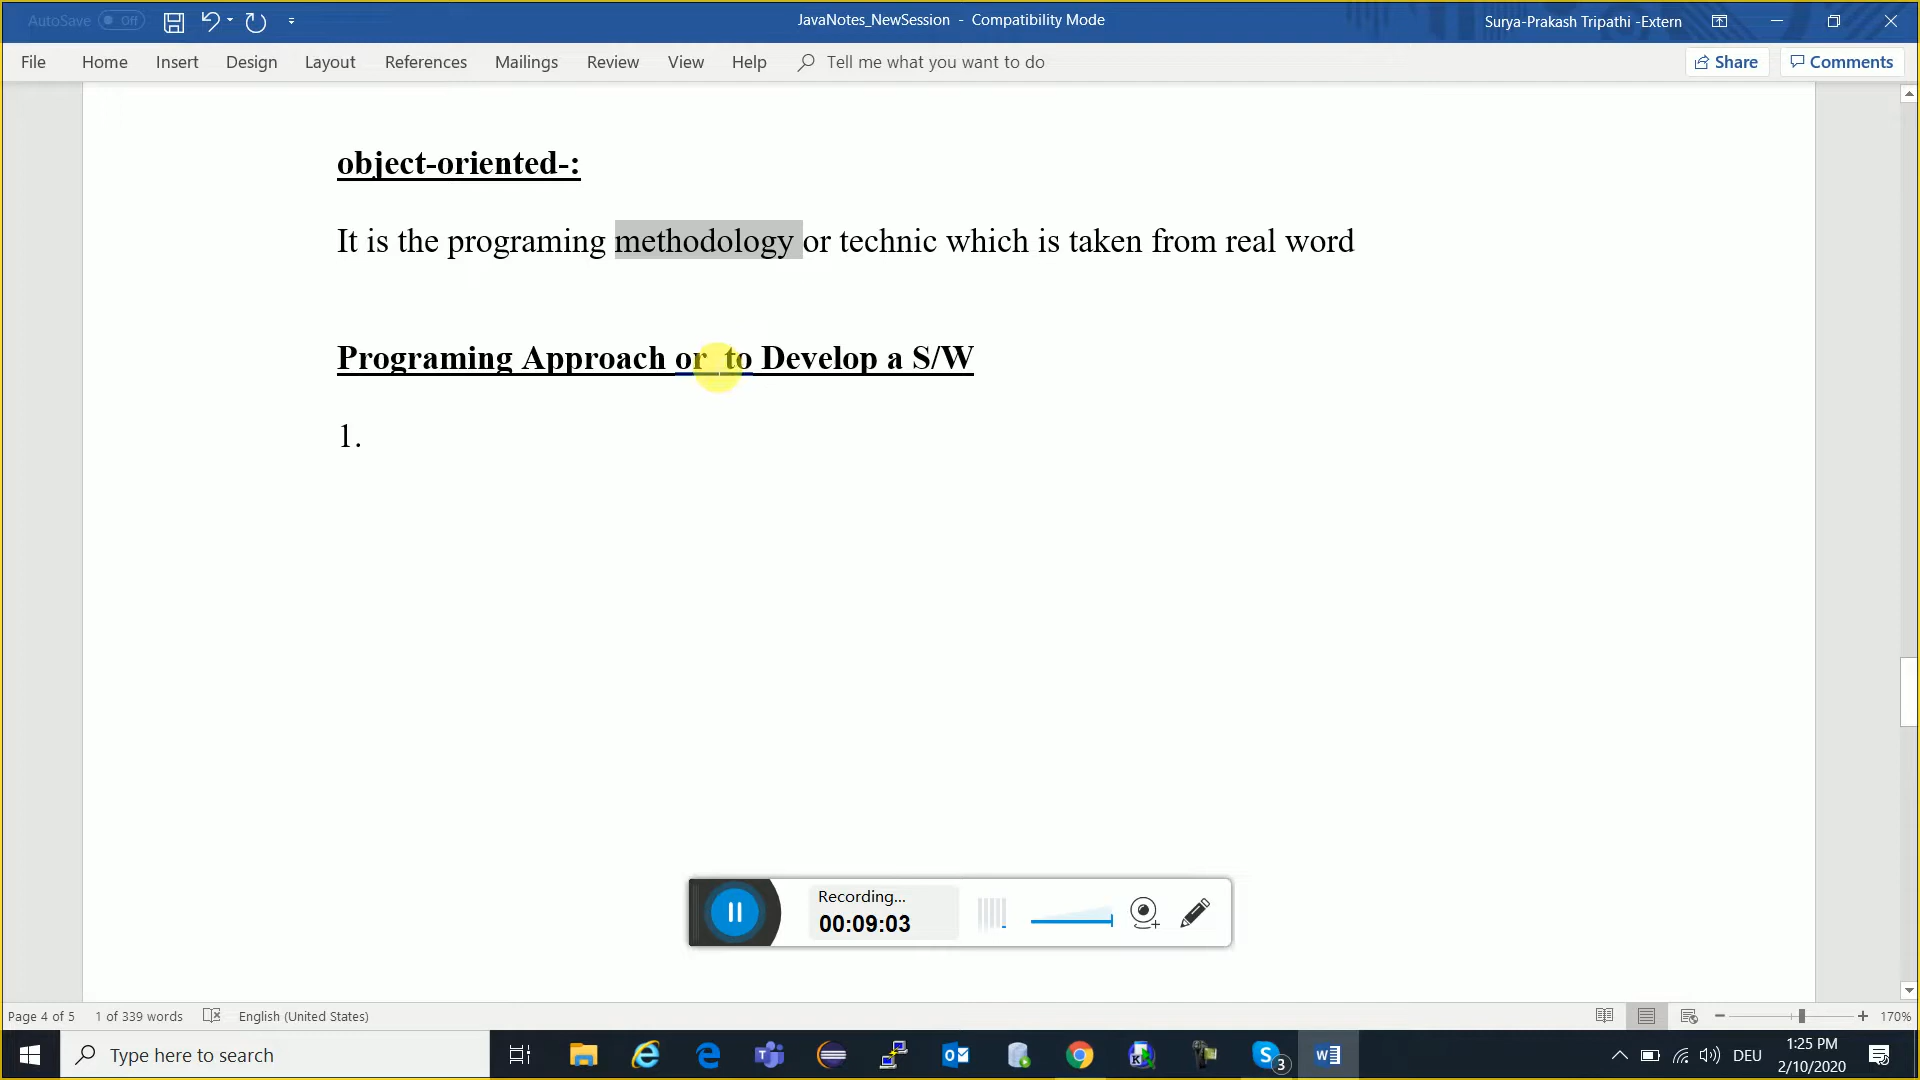 AutoSave Off
JavaNotes_NewSession - Compatibility Mode
Surya-Prakash Tripathi -Extern
File Home Insert Design Layout References Mailings Review View Help Tell me what you want to do
Share Comments
object-oriented-:
It is the programing methodology or technic which is taken from real word
Programing Approach or  to Develop a S/W
1.
Recording...
00:09:03
Page 4 of 5 1 of 339 words English (United States) 170%
Type here to search
3
DEU
1:25 PM
2/10/2020